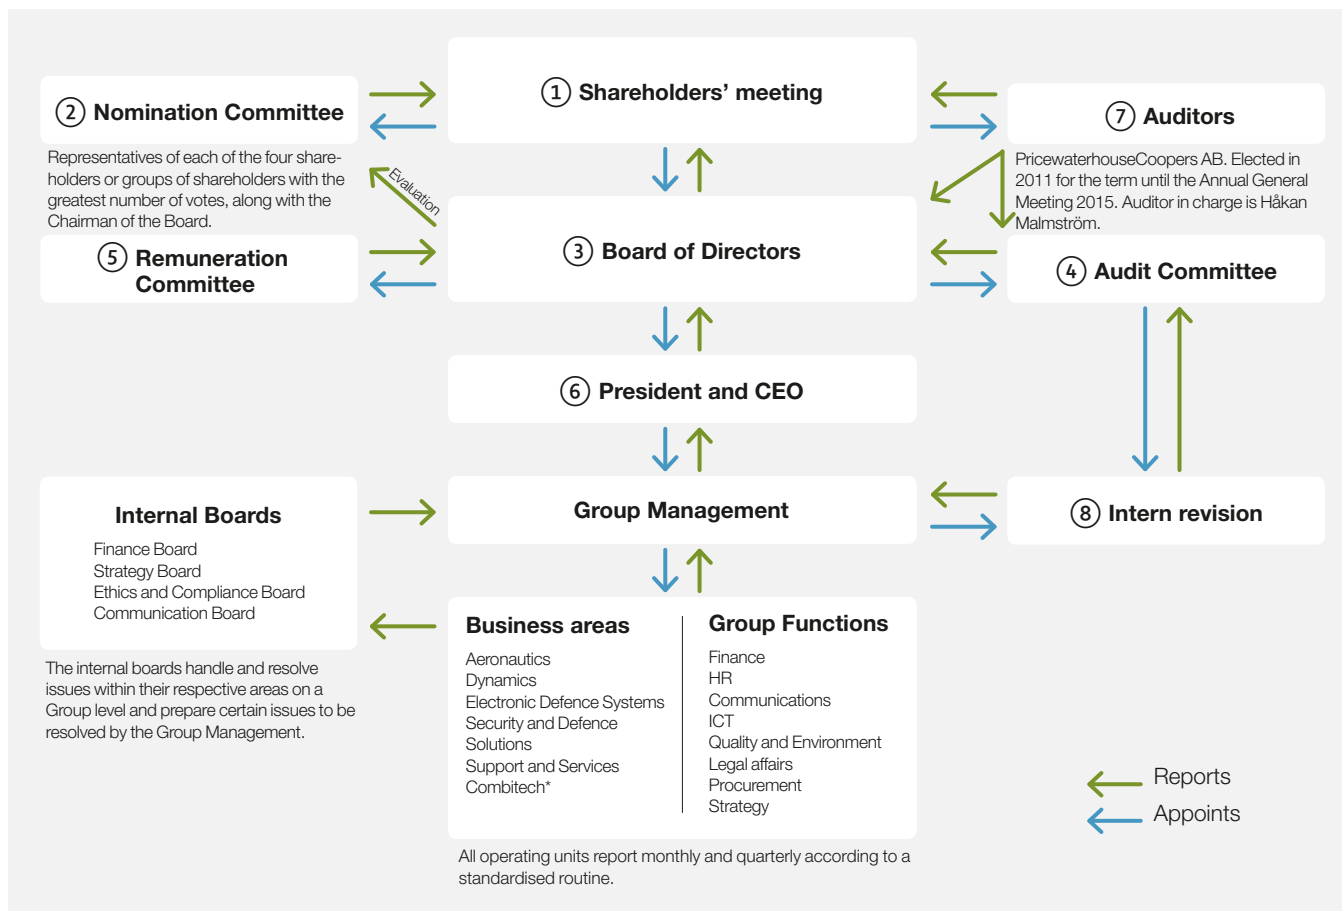 ① Shareholders’ meeting
② Nomination Committee
Representatives of each of the four share-
holders or groups of shareholders with the
greatest number of votes, along with the
Chairman of the Board.
Evaluation
⑦ Auditors
PricewaterhouseCoopers AB. Elected in
2011 for the term until the Annual General
Meeting 2015. Auditor in charge is Håkan
Malmström.
⑤ Remuneration
Committee
③ Board of Directors
④ Audit Committee
⑥ President and CEO
Internal Boards
Finance Board
Strategy Board
Ethics and Compliance Board
Communication Board
The internal boards handle and resolve
issues within their respective areas on a
Group level and prepare certain issues to be
resolved by the Group Management.
Group Management
⑧ Intern revision
Business areas
Aeronautics
Dynamics
Electronic Defence Systems
Security and Defence
Solutions
Support and Services
Combitech*
Group Functions
Finance
HR
Communications
ICT
Quality and Environment
Legal affairs
Procurement
Strategy
All operating units report monthly and quarterly according to a
standardised routine.
Reports
Appoints